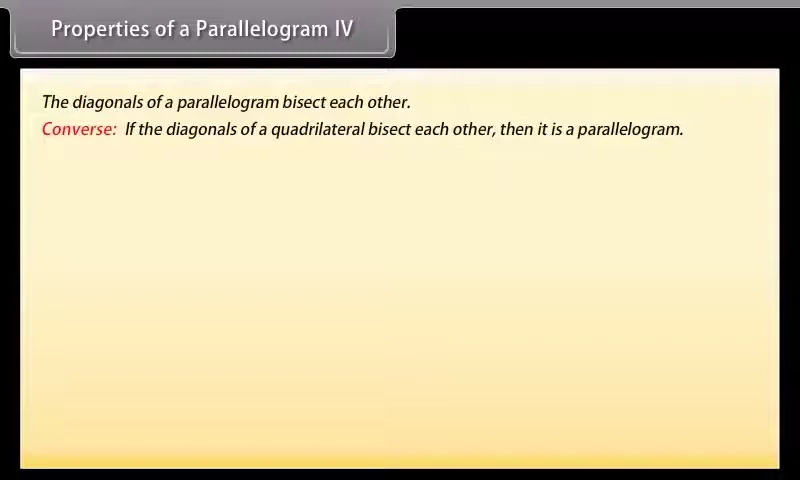 Properties of a Parallelogram IV
The diagonals of a parallelogram bisect each other.
Converse: If the diagonals of a quadrilateral bisect each other, then it is a parallelogram.